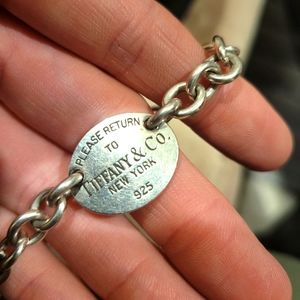 PLEASE RETURN
TO
TIFFANY & CO.
NEW YORK
925